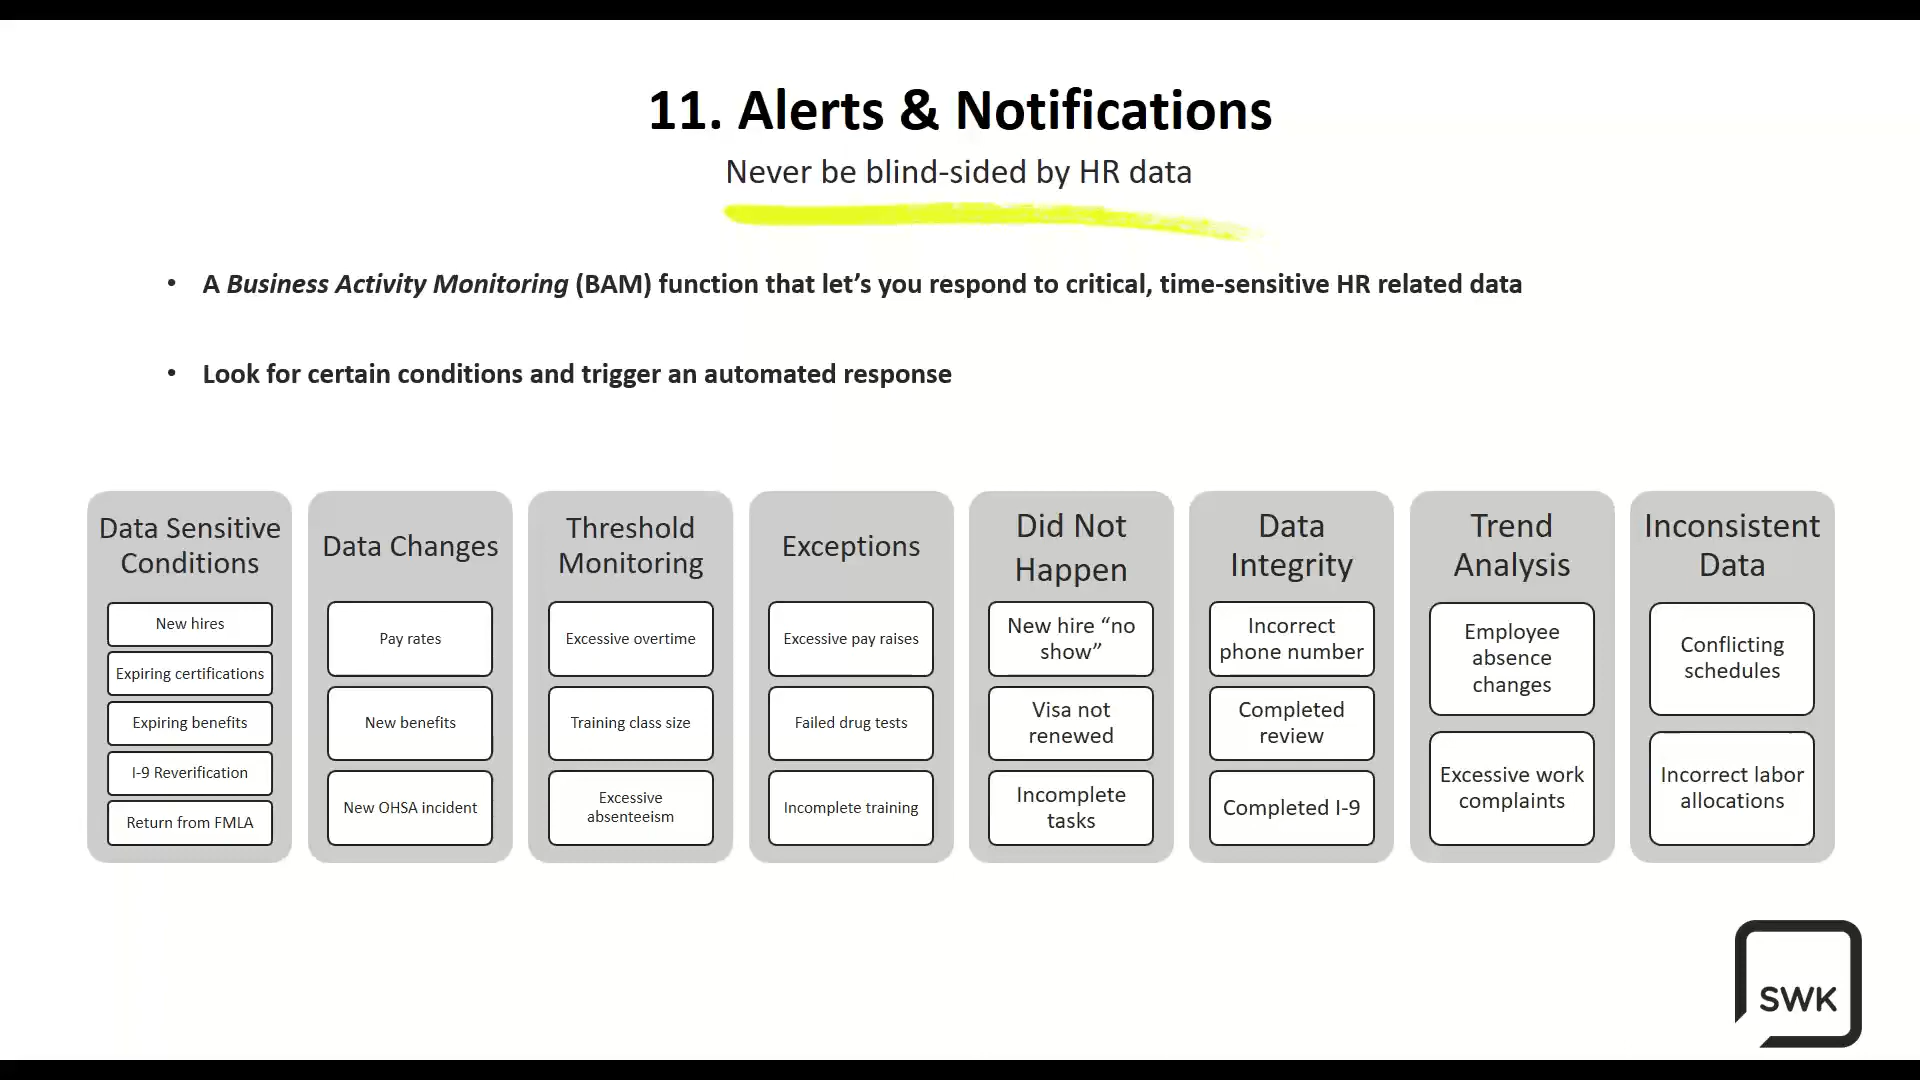 11. Alerts & Notifications
Never be blind-sided by HR data
• A Business Activity Monitoring (BAM) function that let’s you respond to critical, time-sensitive HR related data
• Look for certain conditions and trigger an automated response
Data Sensitive
Conditions
New hires
Expiring certifications
Expiring benefits
I-9 Reverification
Return from FMLA
Data Changes
Pay rates
New benefits
New OHSA incident
Threshold
Monitoring
Excessive overtime
Training class size
Excessive
absenteeism
Exceptions
Excessive pay raises
Failed drug tests
Incomplete training
Did Not
Happen
New hire “no
show”
Visa not
renewed
Incomplete
tasks
Data
Integrity
Incorrect
phone number
Completed
review
Completed I-9
Trend
Analysis
Employee
absence
changes
Excessive work
complaints
Inconsistent
Data
Conflicting
schedules
Incorrect labor
allocations
SWK